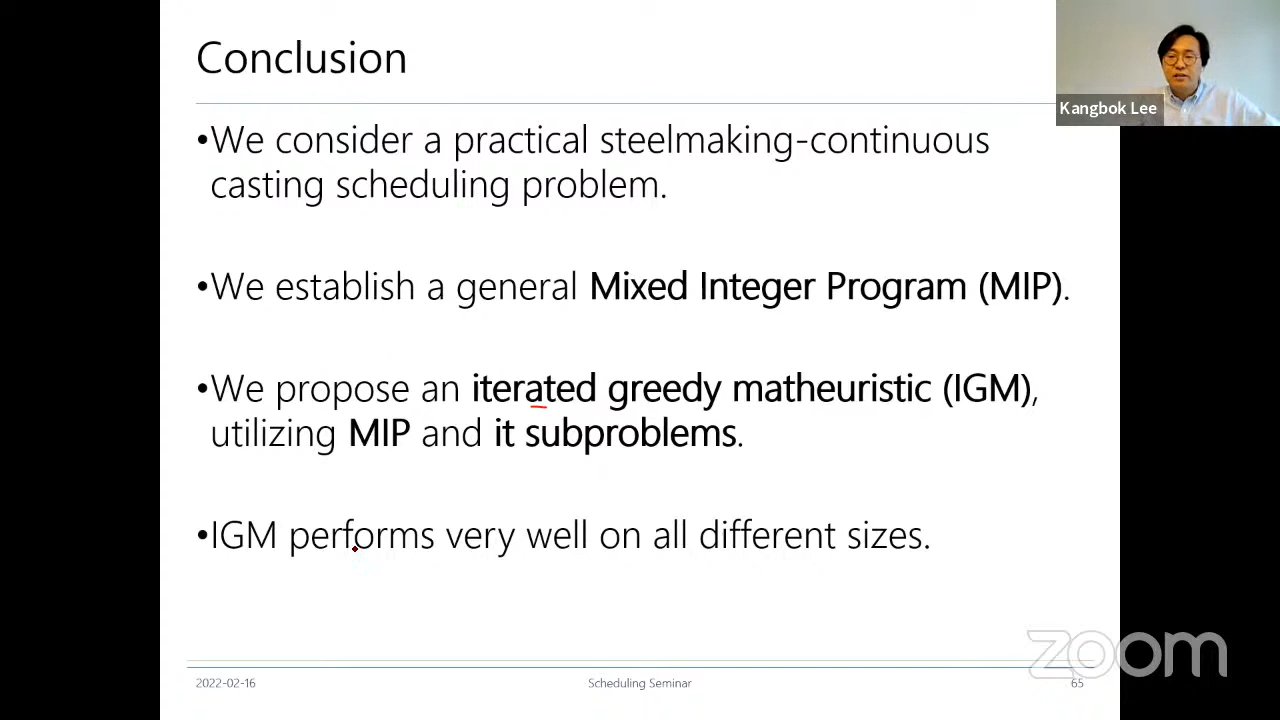 Conclusion
Kangbok Lee
•We consider a practical steelmaking-continuous
casting scheduling problem.
•We establish a general Mixed Integer Program (MIP).
•We propose an iterated greedy matheuristic (IGM),
utilizing MIP and it subproblems.
•IGM performs very well on all different sizes.
zoom
2022-02-16
Scheduling Seminar
65